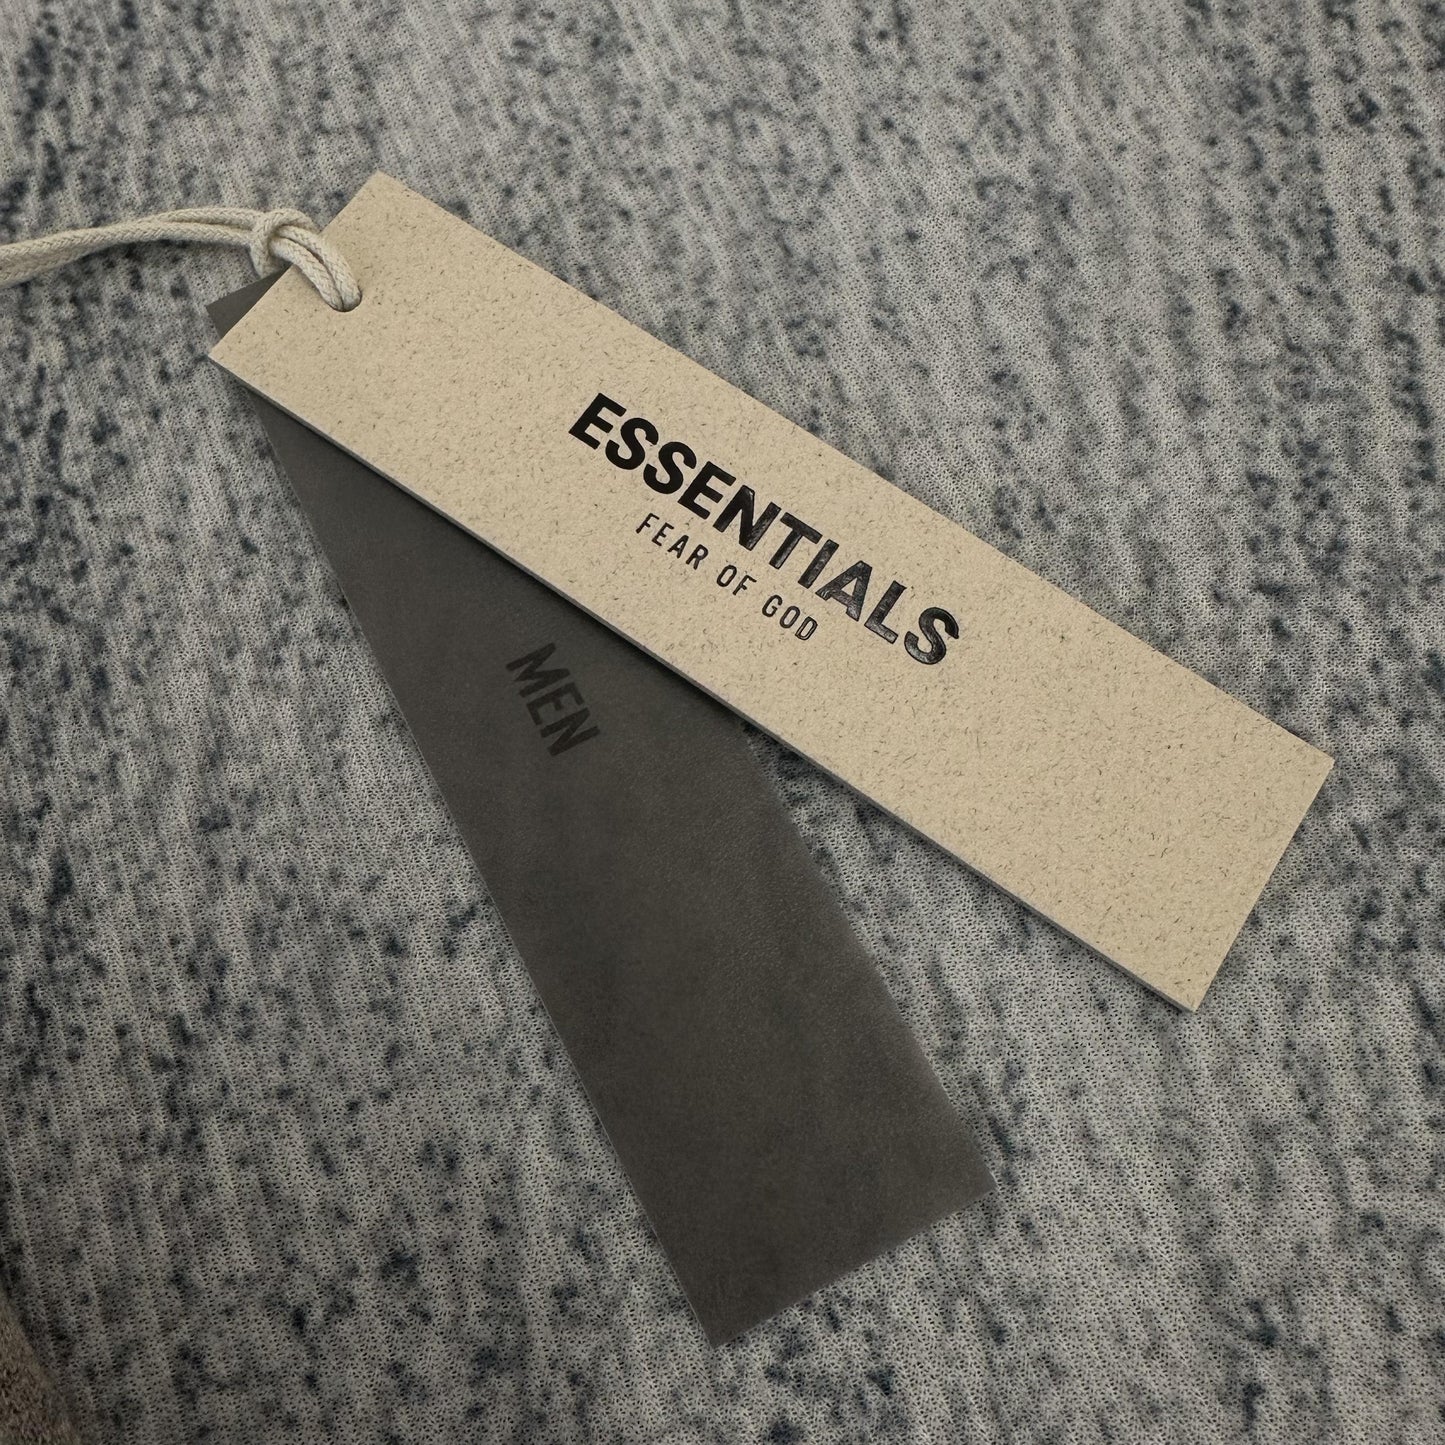 ESSENTIALS
FEAR OF GOD
MEN